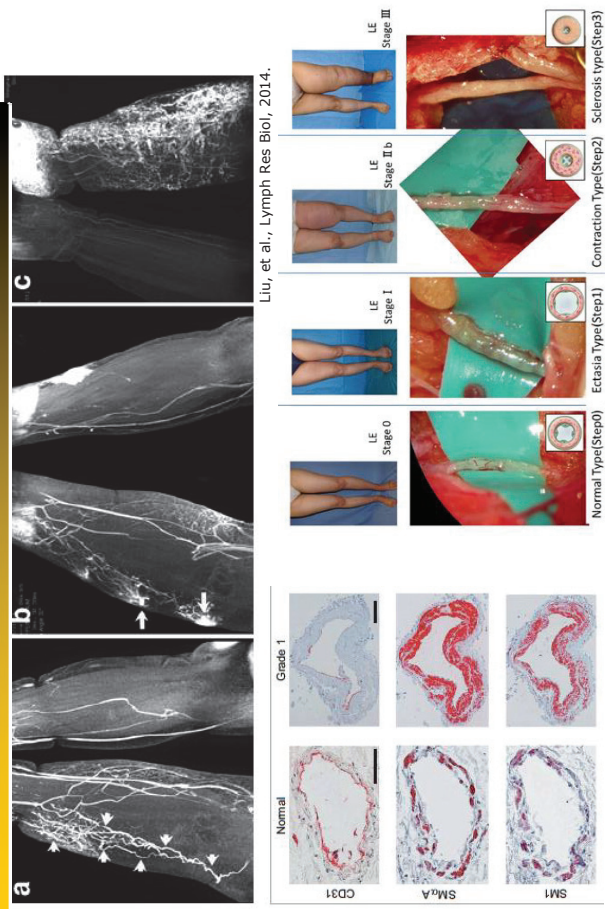 a
b
c
Liu, et al., Lymph Res Biol, 2014.
Normal
Grade 1
CD31
SMαA
SM1
LE
Stage 0
LE
Stage Ⅰ
LE
Stage Ⅱ b
LE
Stage Ⅲ
Normal Type(Step0)
Ectasia Type(Step1)
Contraction Type(Step2)
Sclerosis type(Step3)